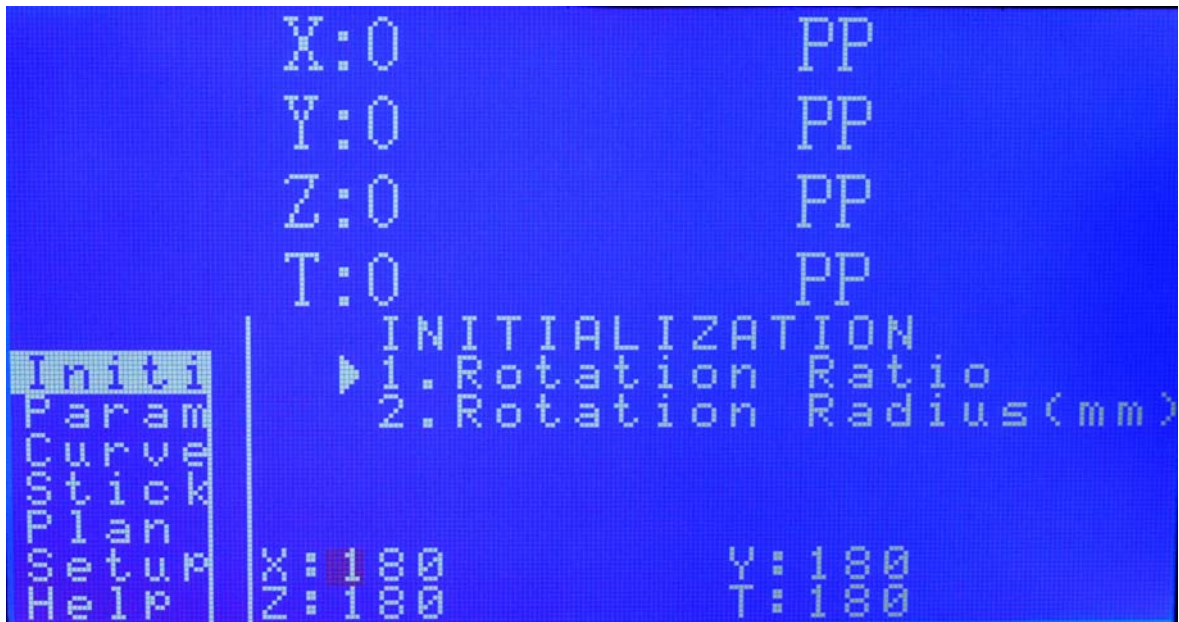 X:0 PP
Y:0 PP
Z:0 PP
T:0 PP
INITIALIZATION
1.Rotation Ratio
2.Rotation Radius(mm)
Initi
Param
Curve
Stick
Plan
Setup
Help
X:180 Y:180
Z:180 T:180